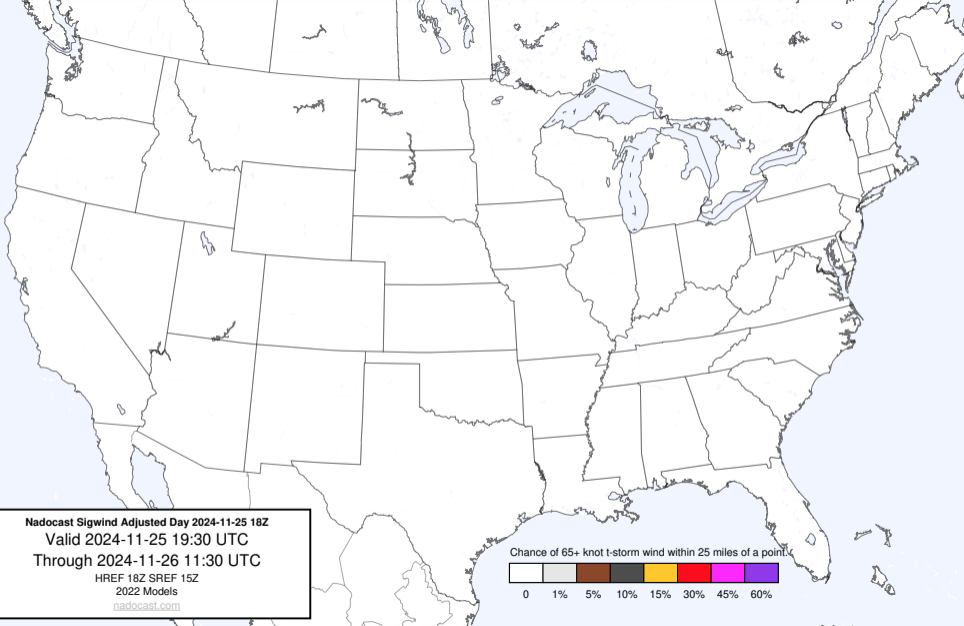 Nadocast Sigwind Adjusted Day 2024-11-25 18Z
Valid 2024-11-25 19:30 UTC
Through 2024-11-26 11:30 UTC
HREF 18Z SREF 15Z
2022 Models
nadocast.com
Chance of 65+ knot t-storm wind within 25 miles of a point.
0 1% 5% 10% 15% 30% 45% 60%